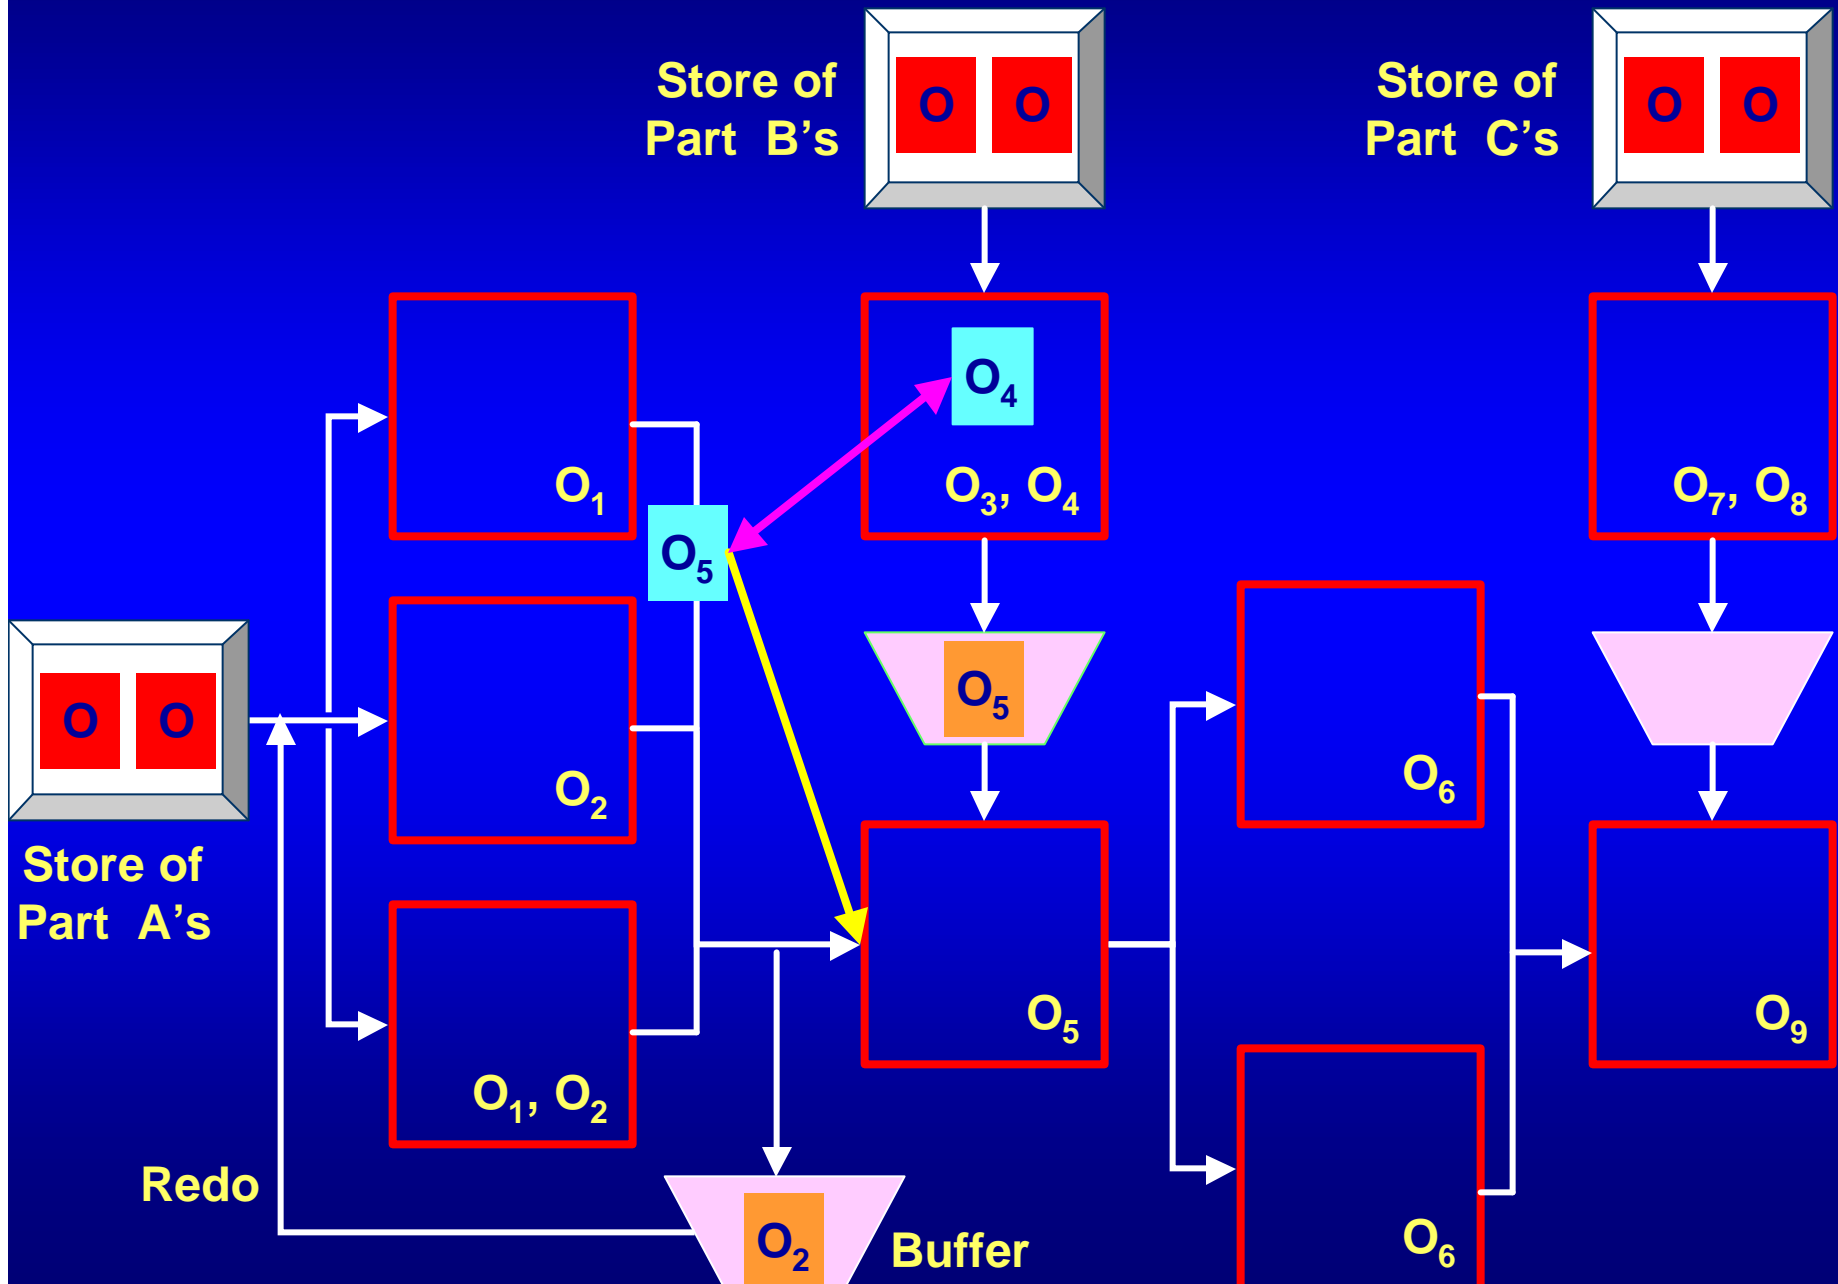 Store of
Part B's
O O
Store of
Part C's
O O
O₄
O₁
O₃, O₄
O₇, O₈
O₅
O₅
O O
O₂
O₆
Store of
Part A's
O₅
O₉
O₁, O₂
Redo
O₂
Buffer
O₆